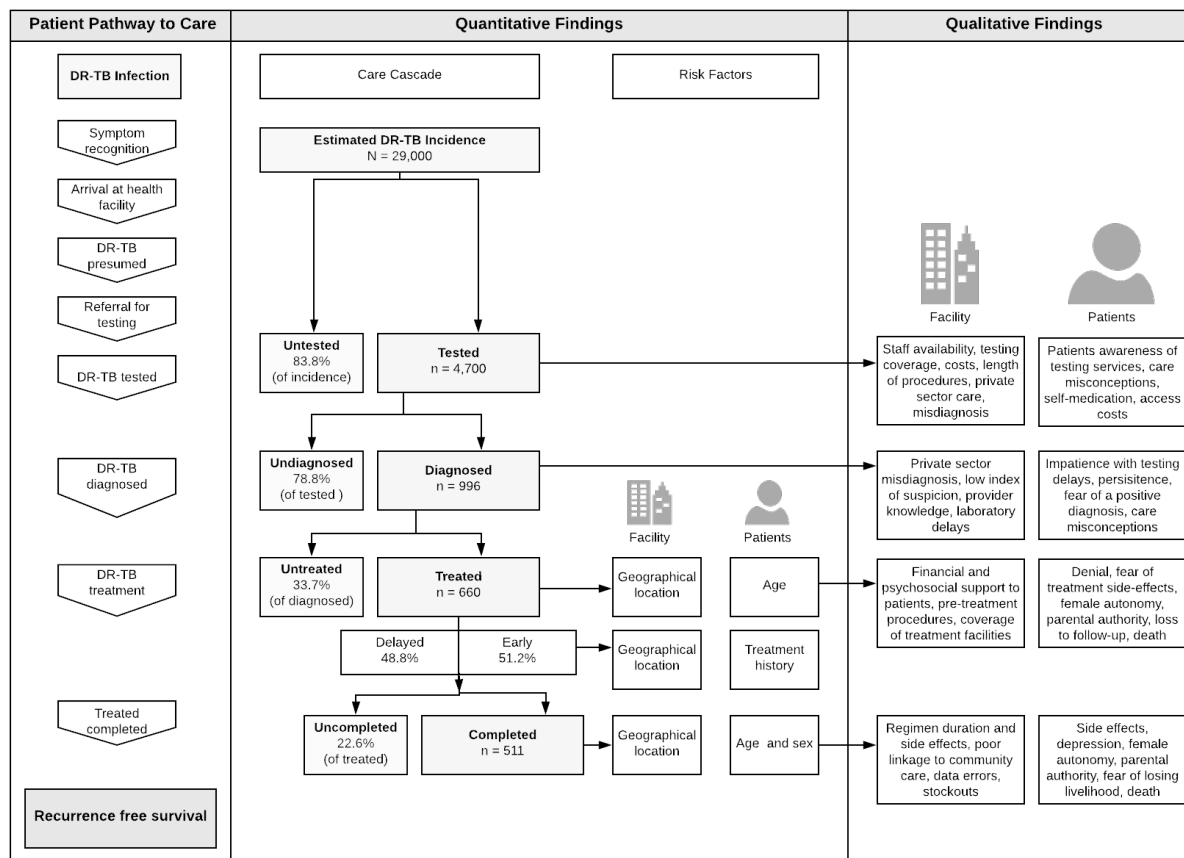 Patient Pathway to Care
Quantitative Findings
Qualitative Findings
DR-TB Infection
Care Cascade
Risk Factors
Symptom
recognition
Estimated DR-TB Incidence
N = 29,000
Arrival at health
facility
DR-TB
presumed
Referral for
testing
Facility
Patients
DR-TB tested
Untested
83.8%
(of incidence)
Tested
n = 4,700
Staff availability, testing
coverage, costs, length
of procedures, private
sector care,
misdiagnosis
Patients awareness of
testing services, care
misconceptions,
self-medication, access
costs
DR-TB
diagnosed
Undiagnosed
78.8%
(of tested )
Diagnosed
n = 996
Private sector
misdiagnosis, low index
of suspicion, provider
knowledge, laboratory
delays
Impatience with testing
delays, persisitence,
fear of a positive
diagnosis, care
misconceptions
Facility
Patients
DR-TB
treatment
Untreated
33.7%
(of diagnosed)
Treated
n = 660
Geographical
location
Age
Financial and
psychosocial support to
patients, pre-treatment
procedures, coverage of
treatment facilities
Denial, fear of
treatment side-effects,
female autonomy,
parental authority, loss
to follow-up, death
Delayed
48.8%
Early
51.2%
Geographical
location
Treatment
history
Treated
completed
Uncompleted
22.6%
(of treated)
Completed
n = 511
Geographical
location
Age and sex
Regimen duration and
side effects, poor
linkage to community
care, data errors,
stockouts
Side effects,
depression, female
autonomy, parental
authority, fear of losing
livelihood, death
Recurrence free survival